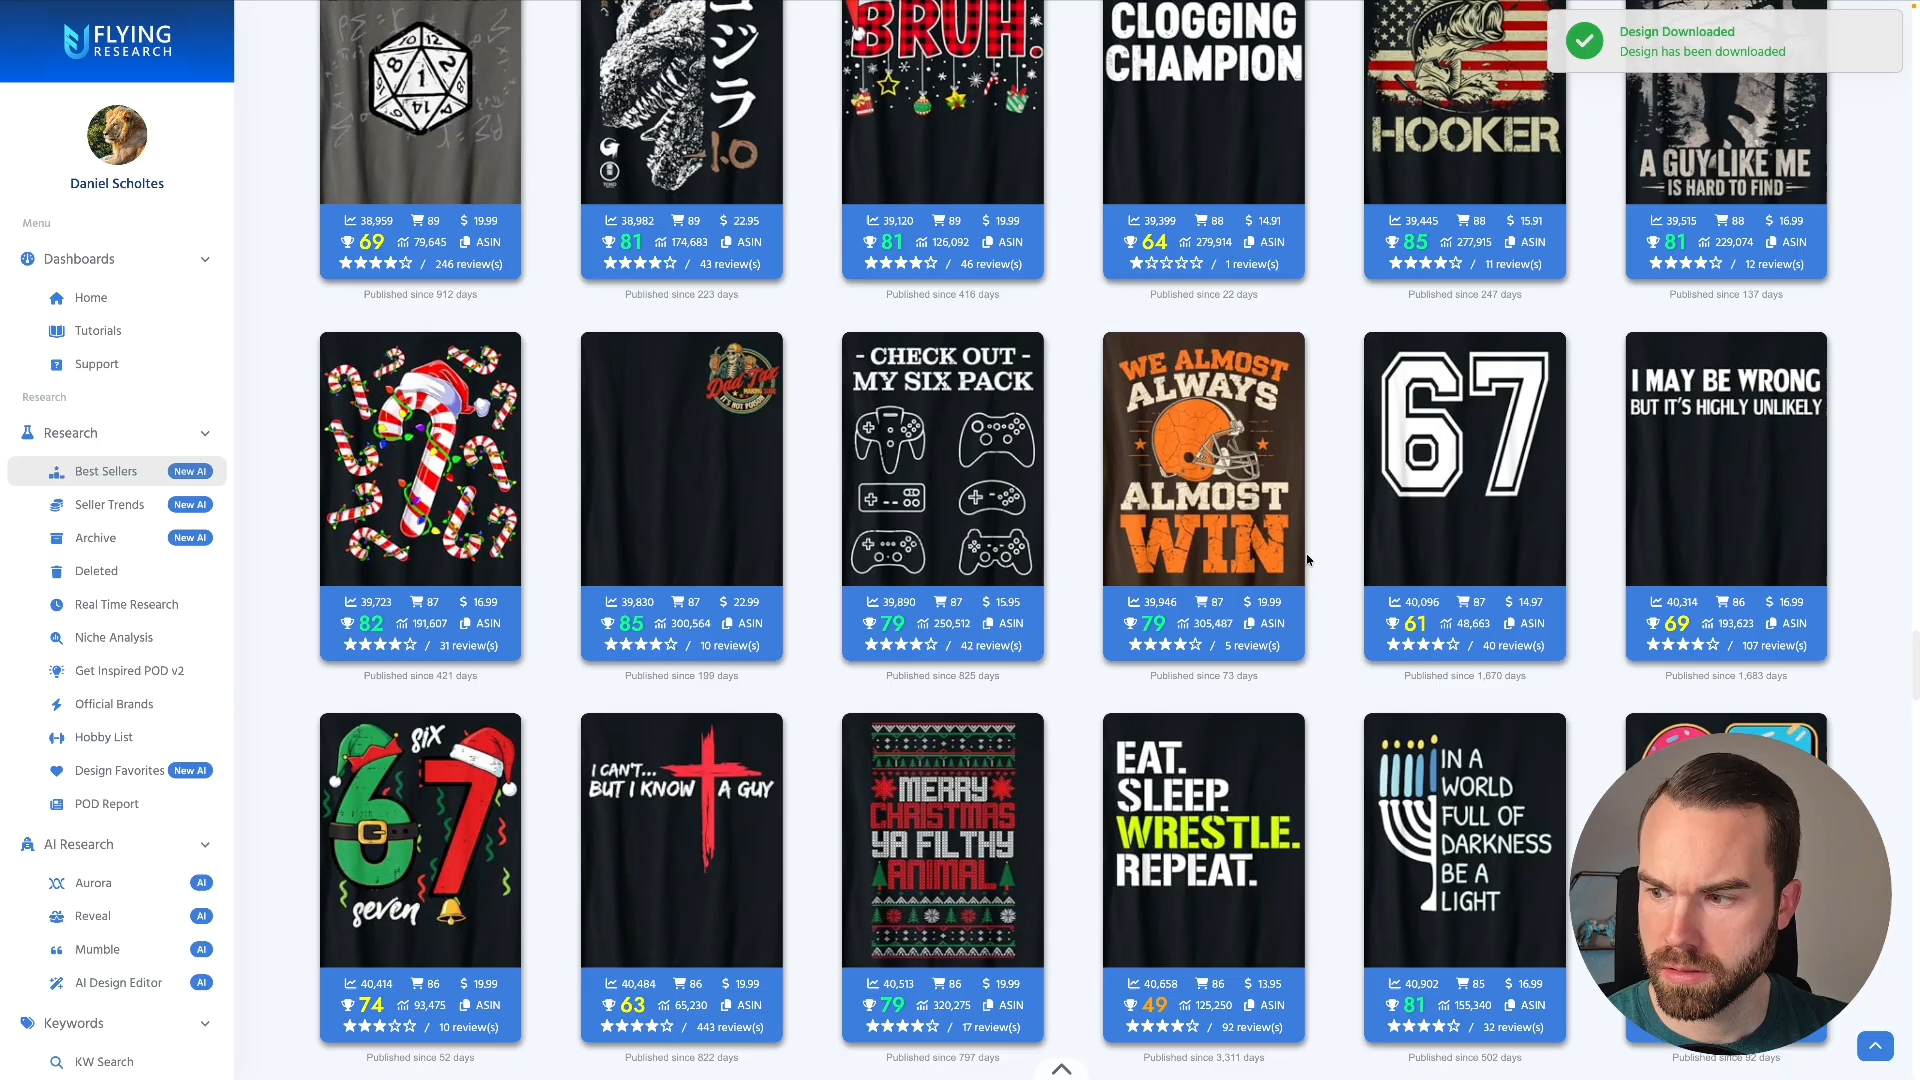 FLYING
RESEARCH
Daniel Scholtes
Menu
Dashboards
Home
Tutorials
Support
Research
Research
Best Sellers New AI
Seller Trends New AI
Archive New AI
Deleted
Real Time Research
Niche Analysis
Get Inspired POD v2
Official Brands
Hobby List
Design Favorites New AI
POD Report
AI Research
Aurora AI
Reveal AI
Mumble AI
AI Design Editor AI
Keywords
KW Search
Design Downloaded
Design has been downloaded
ゴジラ
-1.0
BRUH.
CLOGGING
CHAMPION
HOOKER
A GUY LIKE ME
IS HARD TO FIND
38,959 89 $ 19.99
69 79,645 ASIN
/ 246 review(s)
Published since 912 days
38,982 89 $ 22.95
81 174,683 ASIN
/ 43 review(s)
Published since 223 days
39,120 89 $ 19.99
81 126,092 ASIN
/ 46 review(s)
Published since 416 days
39,399 88 $ 14.91
64 279,914 ASIN
/ 1 review(s)
Published since 22 days
39,445 88 $ 15.91
85 277,915 ASIN
/ 11 review(s)
Published since 247 days
39,515 88 $ 16.99
81 229,074 ASIN
/ 12 review(s)
Published since 137 days
IT'S NOT POISON
- CHECK OUT -
MY SIX PACK
WE ALMOST
ALWAYS
ALMOST
WIN
67
I MAY BE WRONG
BUT IT'S HIGHLY UNLIKELY
39,723 87 $ 16.99
82 191,607 ASIN
/ 31 review(s)
Published since 421 days
39,830 87 $ 22.99
85 300,564 ASIN
/ 10 review(s)
Published since 199 days
39,890 87 $ 15.95
79 250,512 ASIN
/ 42 review(s)
Published since 825 days
39,946 87 $ 19.99
79 305,487 ASIN
/ 5 review(s)
Published since 73 days
40,096 87 $ 14.97
61 48,663 ASIN
/ 40 review(s)
Published since 1,670 days
40,314 86 $ 16.99
69 193,623 ASIN
/ 107 review(s)
Published since 1,683 days
six
67
seven
I CAN'T...
BUT I KNOW A GUY
MERRY
CHRISTMAS
YA FILTHY
ANIMAL
EAT.
SLEEP.
WRESTLE.
REPEAT.
IN A
WORLD
FULL OF
DARKNESS
BE A
LIGHT
40,414 86 $ 19.99
74 93,475 ASIN
/ 10 review(s)
Published since 52 days
40,484 86 $ 19.99
63 65,230 ASIN
/ 443 review(s)
Published since 822 days
40,513 86 $ 19.99
79 320,275 ASIN
/ 17 review(s)
Published since 797 days
40,658 86 $ 13.95
49 125,250 ASIN
/ 92 review(s)
Published since 3,311 days
40,902 85 $ 16.99
81 155,340 ASIN
/ 32 review(s)
Published since 502 days
Published since 92 days